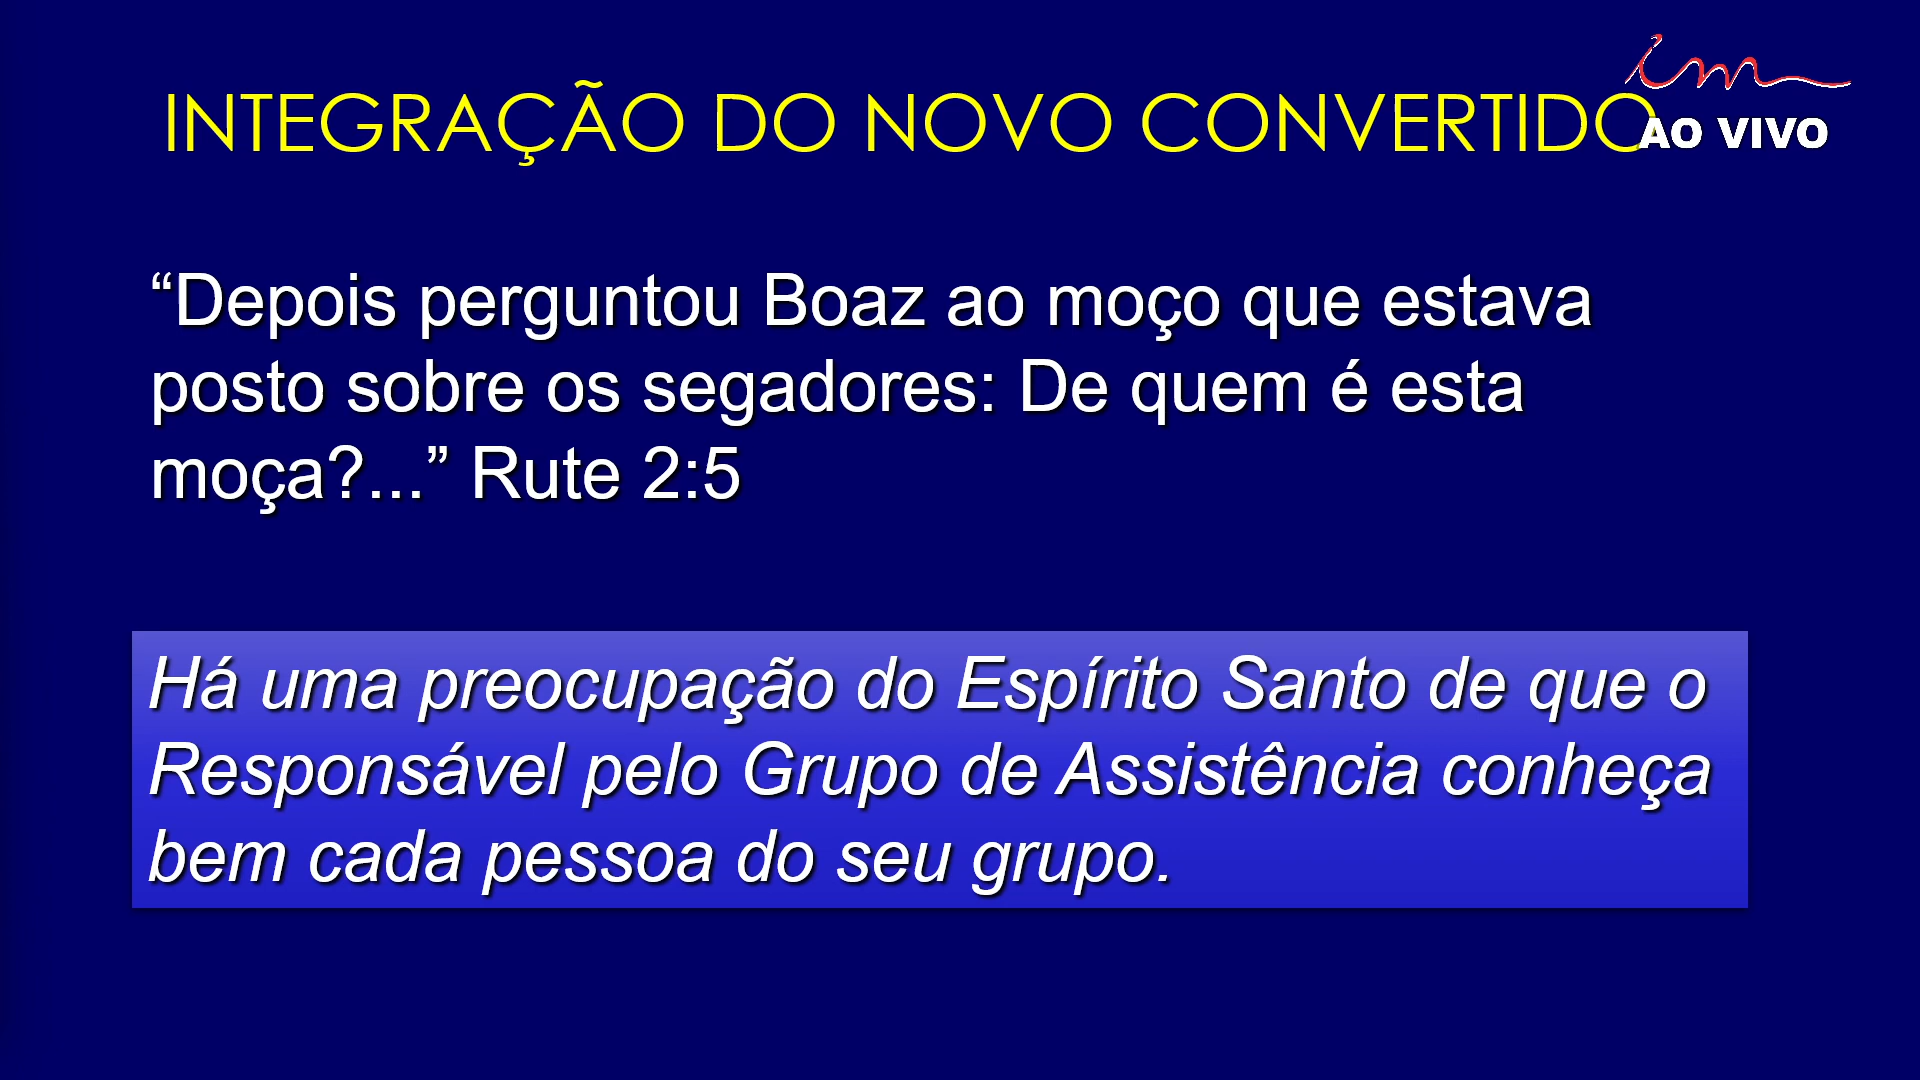 im
INTEGRAÇÃO DO NOVO CONVERTIDO
AO VIVO
“Depois perguntou Boaz ao moço que estava
posto sobre os segadores: De quem é esta
moça?...” Rute 2:5
Há uma preocupação do Espírito Santo de que o
Responsável pelo Grupo de Assistência conheça
bem cada pessoa do seu grupo.